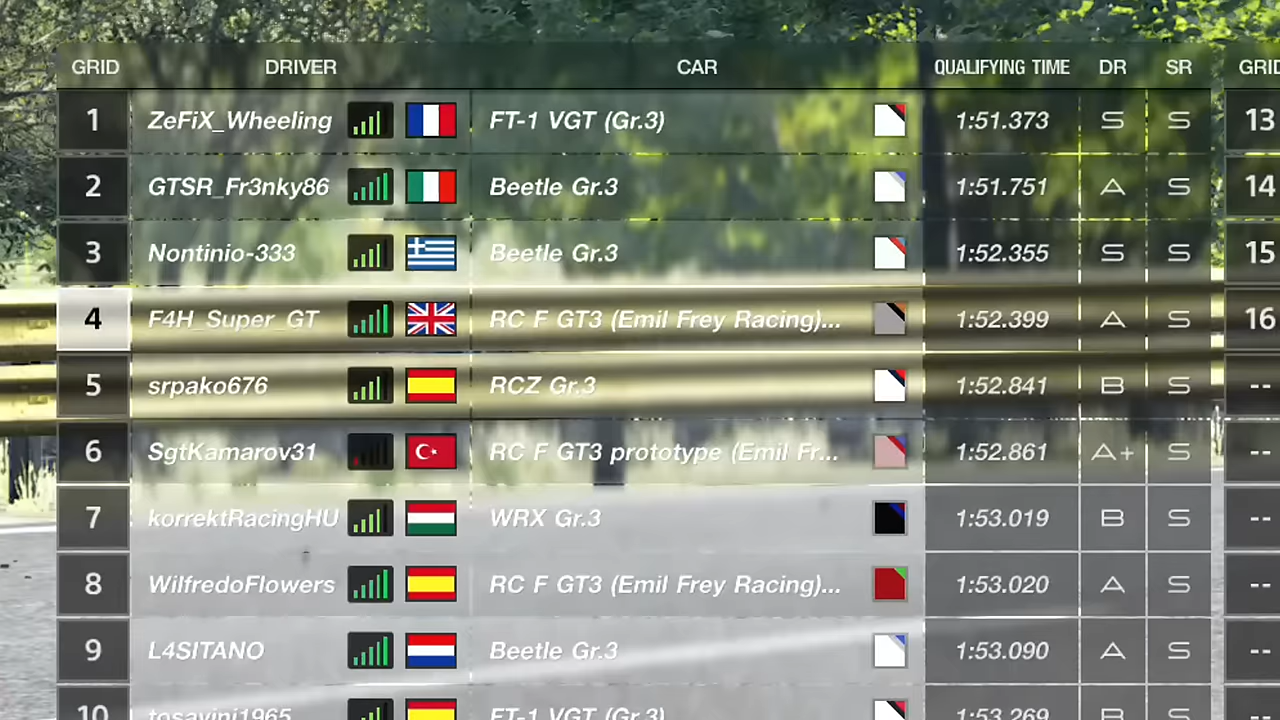 GRID DRIVER CAR QUALIFYING TIME DR SR GRID
1 ZeFiX_Wheeling FT-1 VGT (Gr.3) 1:51.373 S S 13
2 GTSR_Fr3nky86 Beetle Gr.3 1:51.751 A S 14
3 Nontinio-333 Beetle Gr.3 1:52.355 S S 15
4 F4H_Super_GT RC F GT3 (Emil Frey Racing)... 1:52.399 A S 16
5 srpako676 RCZ Gr.3 1:52.841 B S --
6 SgtKamarov31 RC F GT3 prototype (Emil Fr... 1:52.861 A+ S --
7 korrektRacingHU WRX Gr.3 1:53.019 B S --
8 WilfredoFlowers RC F GT3 (Emil Frey Racing)... 1:53.020 A S --
9 L4SITANO Beetle Gr.3 1:53.090 A S --
10 tosavini1965 FT-1 VGT (Gr.3) 1:53.269 B S --